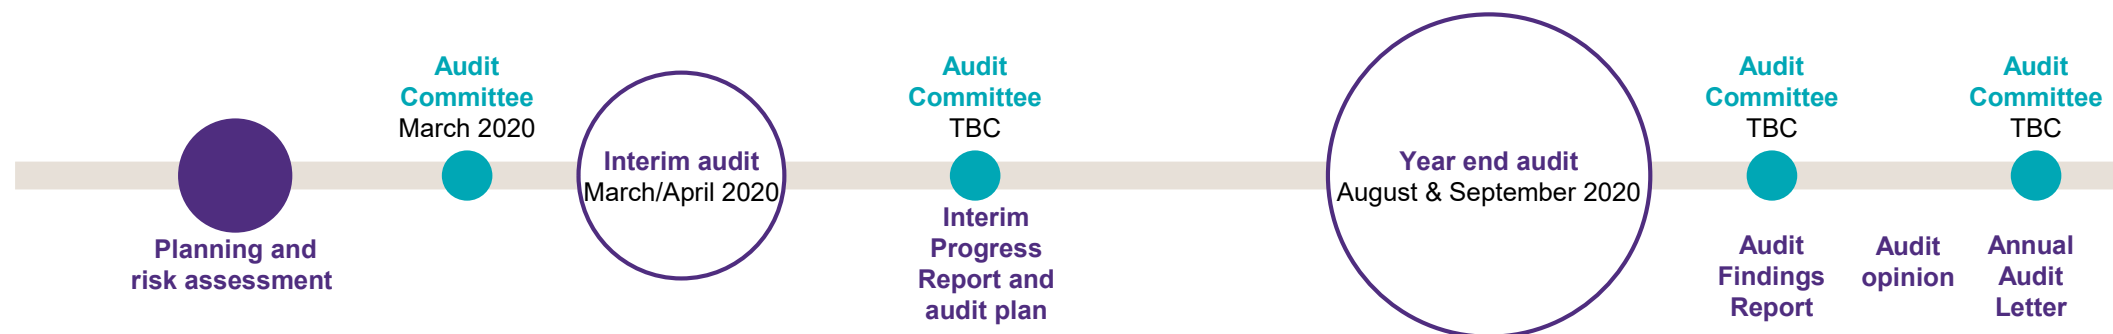 Planning and
risk assessment
Audit
Committee
March 2020
Interim audit
March/April 2020
Audit
Committee
TBC
Interim
Progress
Report and
audit plan
Year end audit
August & September 2020
Audit
Committee
TBC
Audit
Findings
Report
Audit
opinion
Audit
Committee
TBC
Annual
Audit
Letter